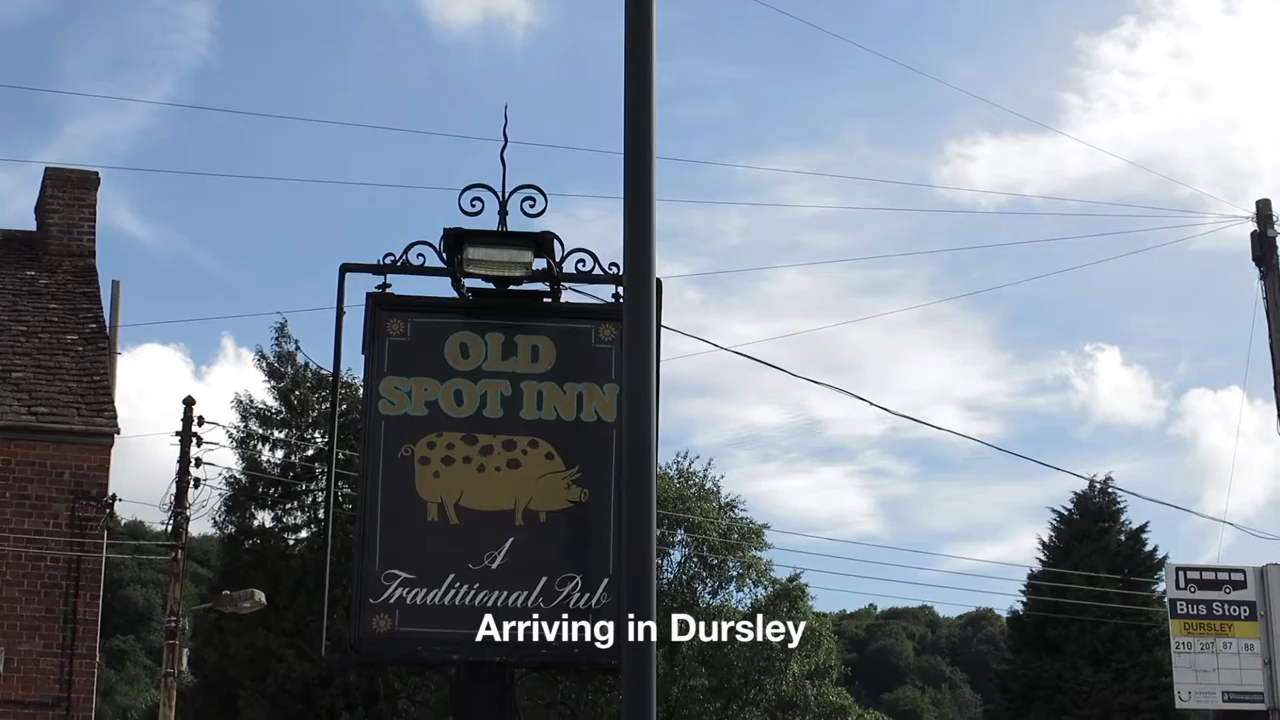 OLD
SPOT INN
A
Traditional Pub
Arriving in Dursley
Bus Stop
DURSLEY
210 207 87 88